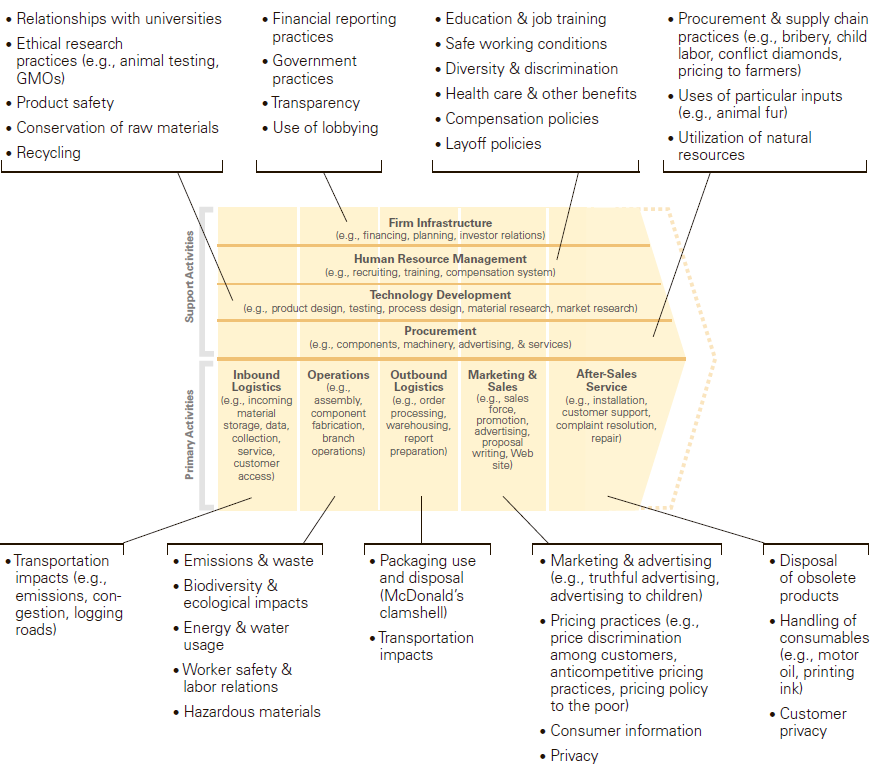 • Relationships with universities
• Ethical research
practices (e.g., animal testing,
GMOs)
• Product safety
• Conservation of raw materials
• Recycling
• Financial reporting
practices
• Government
practices
• Transparency
• Use of lobbying
• Education & job training
• Safe working conditions
• Diversity & discrimination
• Health care & other benefits
• Compensation policies
• Layoff policies
• Procurement & supply chain
practices (e.g., bribery, child
labor, conflict diamonds,
pricing to farmers)
• Uses of particular inputs
(e.g., animal fur)
• Utilization of natural
resources
Support Activities
Firm Infrastructure
(e.g., financing, planning, investor relations)
Human Resource Management
(e.g., recruiting, training, compensation system)
Technology Development
(e.g., product design, testing, process design, material research, market research)
Procurement
(e.g., components, machinery, advertising, & services)
Primary Activities
Inbound
Logistics
(e.g., incoming
material
storage, data,
collection,
service,
customer
access)
Operations
(e.g.,
assembly,
component
fabrication,
branch
operations)
Outbound
Logistics
(e.g., order
processing,
warehousing,
report
preparation)
Marketing &
Sales
(e.g., sales
force,
promotion,
advertising,
proposal
writing, Web
site)
After-Sales
Service
(e.g., installation,
customer support,
complaint resolution,
repair)
• Transportation
impacts (e.g.,
emissions, con-
gestion, logging
roads)
• Emissions & waste
• Biodiversity &
ecological impacts
• Energy & water
usage
• Worker safety &
labor relations
• Hazardous materials
• Packaging use
and disposal
(McDonald's
clamshell)
• Transportation
impacts
• Marketing & advertising
(e.g., truthful advertising,
advertising to children)
• Pricing practices (e.g.,
price discrimination
among customers,
anticompetitive pricing
practices, pricing policy
to the poor)
• Consumer information
• Privacy
• Disposal
of obsolete
products
• Handling of
consumables
(e.g., motor
oil, printing
ink)
• Customer
privacy